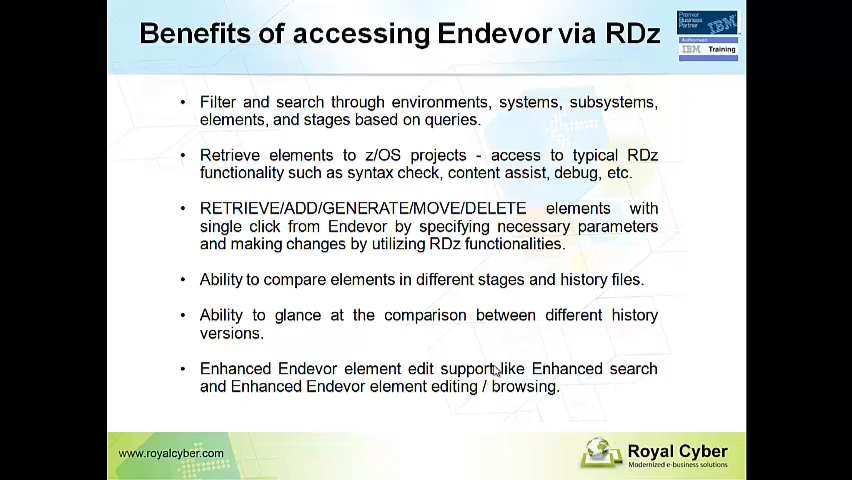 Benefits of accessing Endevor via RDz
Premier
Business
Partner
IBM
Authorized
IBM Training
• Filter and search through environments, systems, subsystems,
elements, and stages based on queries.
• Retrieve elements to z/OS projects - access to typical RDz
functionality such as syntax check, content assist, debug, etc.
• RETRIEVE/ADD/GENERATE/MOVE/DELETE elements with
single click from Endevor by specifying necessary parameters
and making changes by utilizing RDz functionalities.
• Ability to compare elements in different stages and history files.
• Ability to glance at the comparison between different history
versions.
• Enhanced Endevor element edit support like Enhanced search
and Enhanced Endevor element editing / browsing.
www.royalcyber.com
Royal Cyber
Modernized e-business solutions